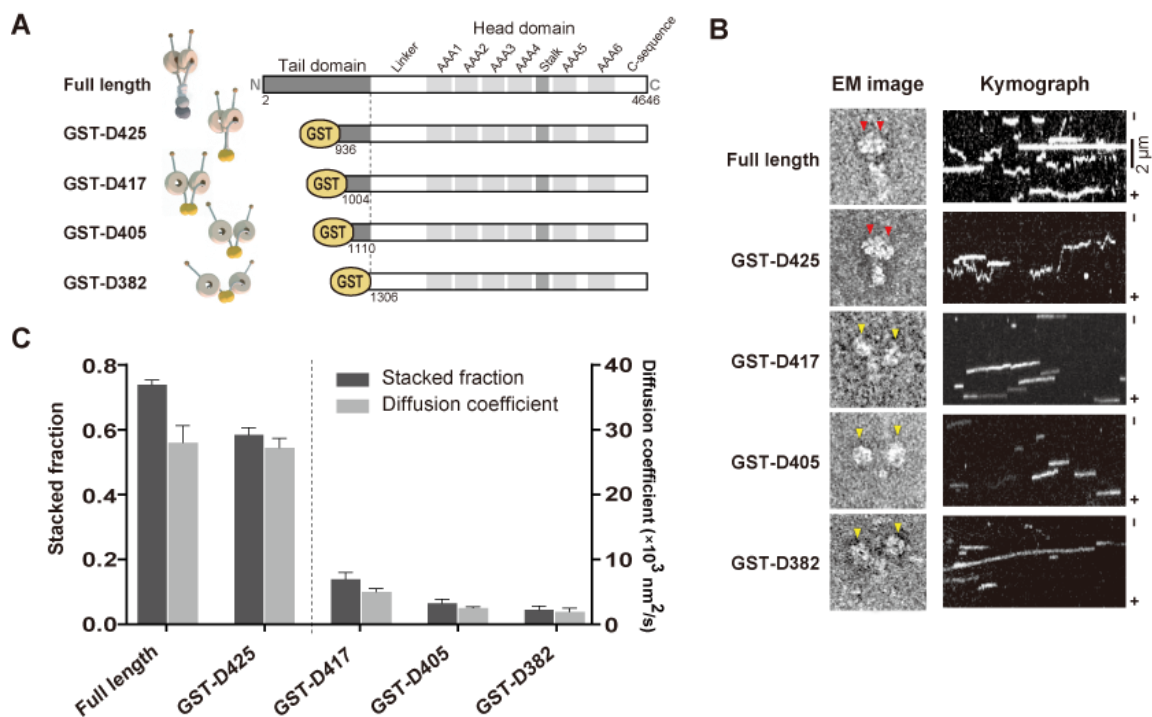 A
Head domain
Tail domain
Linker
AAA1
AAA2
AAA3
AAA4
Stalk
AAA5
AAA6
C-sequence
Full length
N
C
2
4646
GST-D425
GST
936
GST-D417
GST
1004
GST-D405
GST
1110
GST-D382
GST
1306
B
EM image
Kymograph
Full length
-
2 μm
+
GST-D425
-
+
GST-D417
-
+
GST-D405
-
+
GST-D382
-
+
C
Stacked fraction
0.8
0.6
0.4
0.2
0.0
Stacked fraction
Diffusion coefficient
40
30
20
10
0
Diffusion coefficient (×10³ nm²/s)
Full length
GST-D425
GST-D417
GST-D405
GST-D382